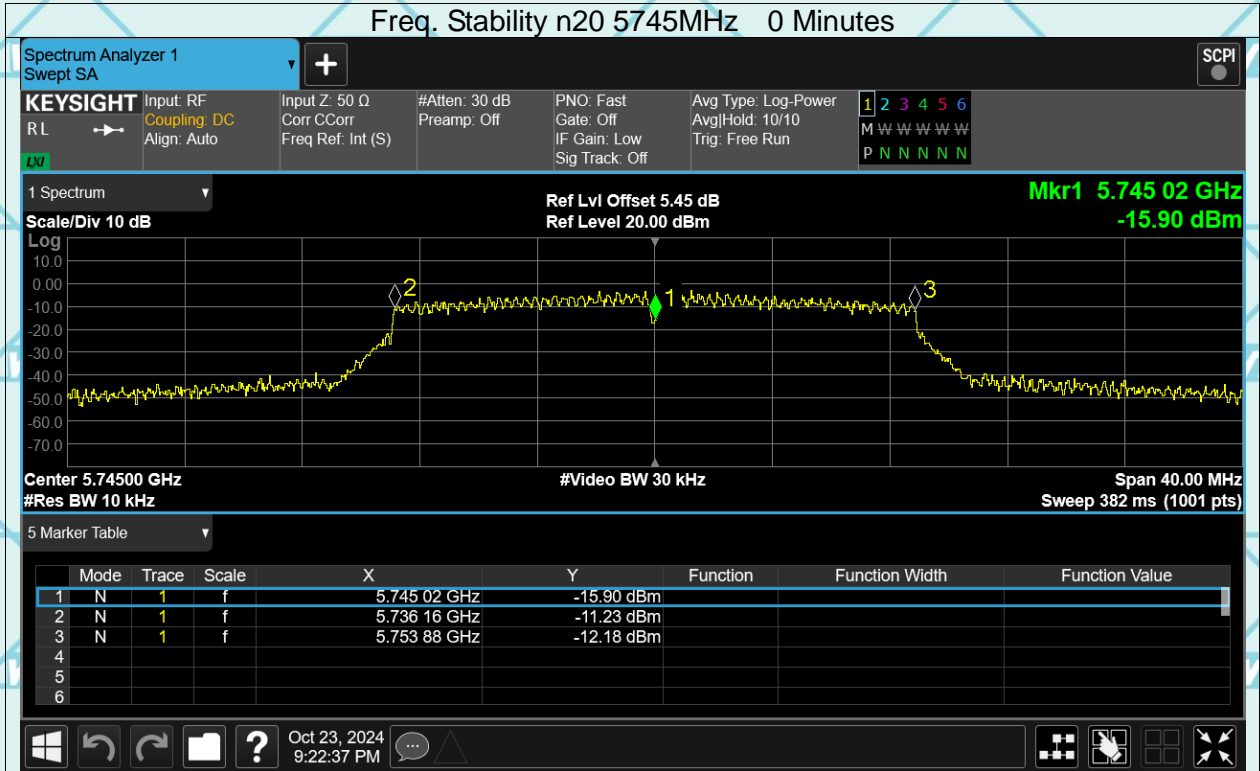 Freq. Stability n20 5745MHz 0 Minutes
Spectrum Analyzer 1
Swept SA
+
SCPI
KEYSIGHT
RL
LXI
Input: RF
Coupling: DC
Align: Auto
Input Z: 50 Ω
Corr CCorr
Freq Ref: Int (S)
#Atten: 30 dB
Preamp: Off
PNO: Fast
Gate: Off
IF Gain: Low
Sig Track: Off
Avg Type: Log-Power
Avg|Hold: 10/10
Trig: Free Run
1 2 3 4 5 6
M W W W W W
P N N N N N
1 Spectrum
Scale/Div 10 dB
Ref Lvl Offset 5.45 dB
Ref Level 20.00 dBm
Mkr1 5.745 02 GHz
-15.90 dBm
Log
10.0
0.00
-10.0
-20.0
-30.0
-40.0
-50.0
-60.0
-70.0
2
1
3
Center 5.74500 GHz
#Res BW 10 kHz
#Video BW 30 kHz
Span 40.00 MHz
Sweep 382 ms (1001 pts)
5 Marker Table
Mode Trace Scale X Y Function Function Width Function Value
1 N 1 f 5.745 02 GHz -15.90 dBm
2 N 1 f 5.736 16 GHz -11.23 dBm
3 N 1 f 5.753 88 GHz -12.18 dBm
4
5
6
?
Oct 23, 2024
9:22:37 PM